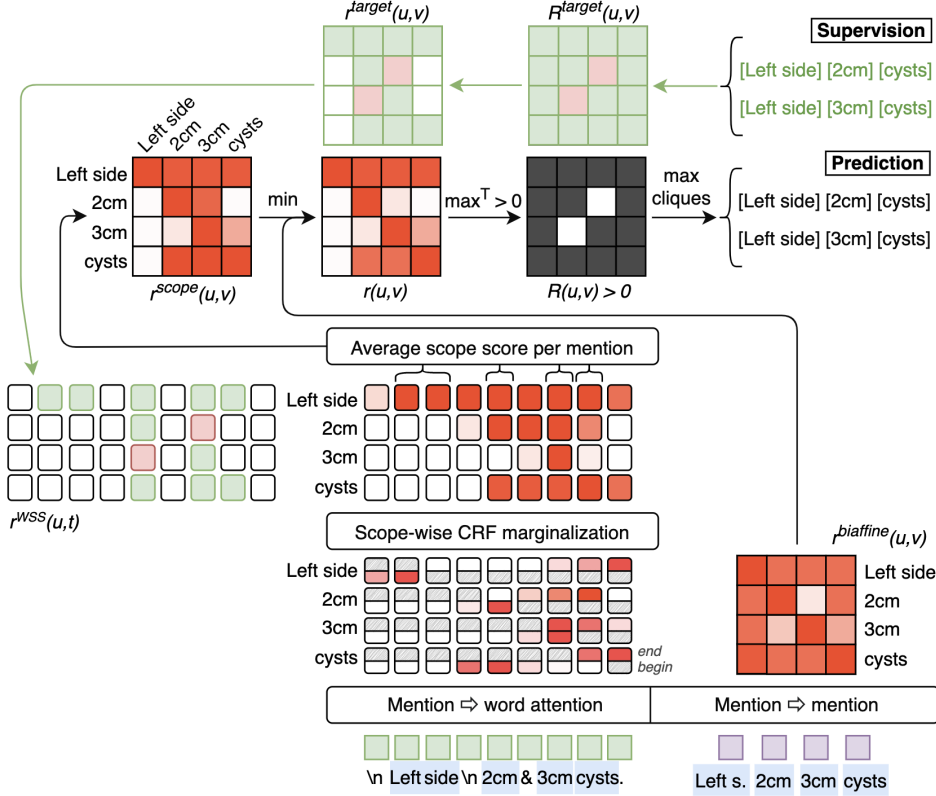 r^target(u,v)
R^target(u,v)
Supervision
[Left side] [2cm] [cysts]
[Left side] [3cm] [cysts]
Left side
2cm
3cm
cysts
Left side
2cm
3cm
cysts
r^scope(u,v)
min
r(u,v)
max^T > 0
R(u,v) > 0
max
cliques
Prediction
[Left side] [2cm] [cysts]
[Left side] [3cm] [cysts]
Average scope score per mention
Left side
2cm
3cm
cysts
r^WSS(u,t)
Scope-wise CRF marginalization
Left side
2cm
3cm
cysts
end
begin
r^biaffine(u,v)
Left side
2cm
3cm
cysts
Mention ⇨ word attention
Mention ⇨ mention
\n Left side \n 2cm & 3cm cysts.
Left s. 2cm 3cm cysts